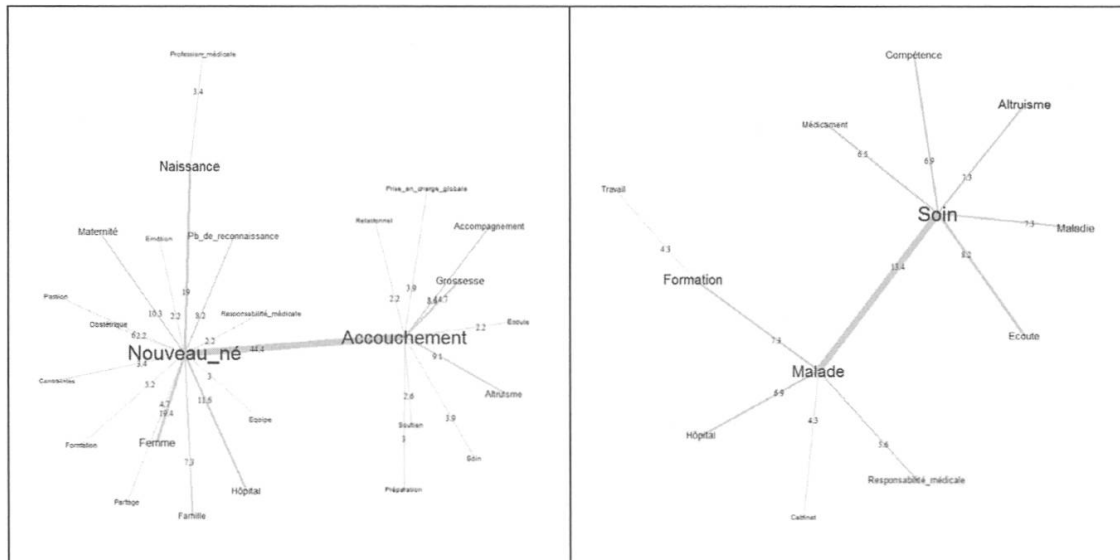 Profession_médicale
3.4
Naissance
Maternité
Emotion
Pb_de_reconnaissance
19
Passion
10.3
2.2
8.2
Obstétrique
Responsabilité_médicale
2.2
Nouveau_né
44.4
Accouchement
3.4
Contraintes
5.2
3
4.7
19.4
11.6
Equipe
Formation
Femme
7.3
Partage
Hôpital
Famille
Prise_en_charge_globale
Relationnel
Accompagnement
Grossesse
3.9
2.2
2.2
Ecoute
9.1
Altruisme
2.6
Soutien
3.9
3
Soin
Préparation
Compétence
Altruisme
Médicament
6.5
6.9
7.3
Travail
Soin
7.3
Maladie
4.3
8.2
Formation
13.4
Ecoute
7.3
Malade
6.9
Hôpital
4.3
5.6
Responsabilité_médicale
Cabinet